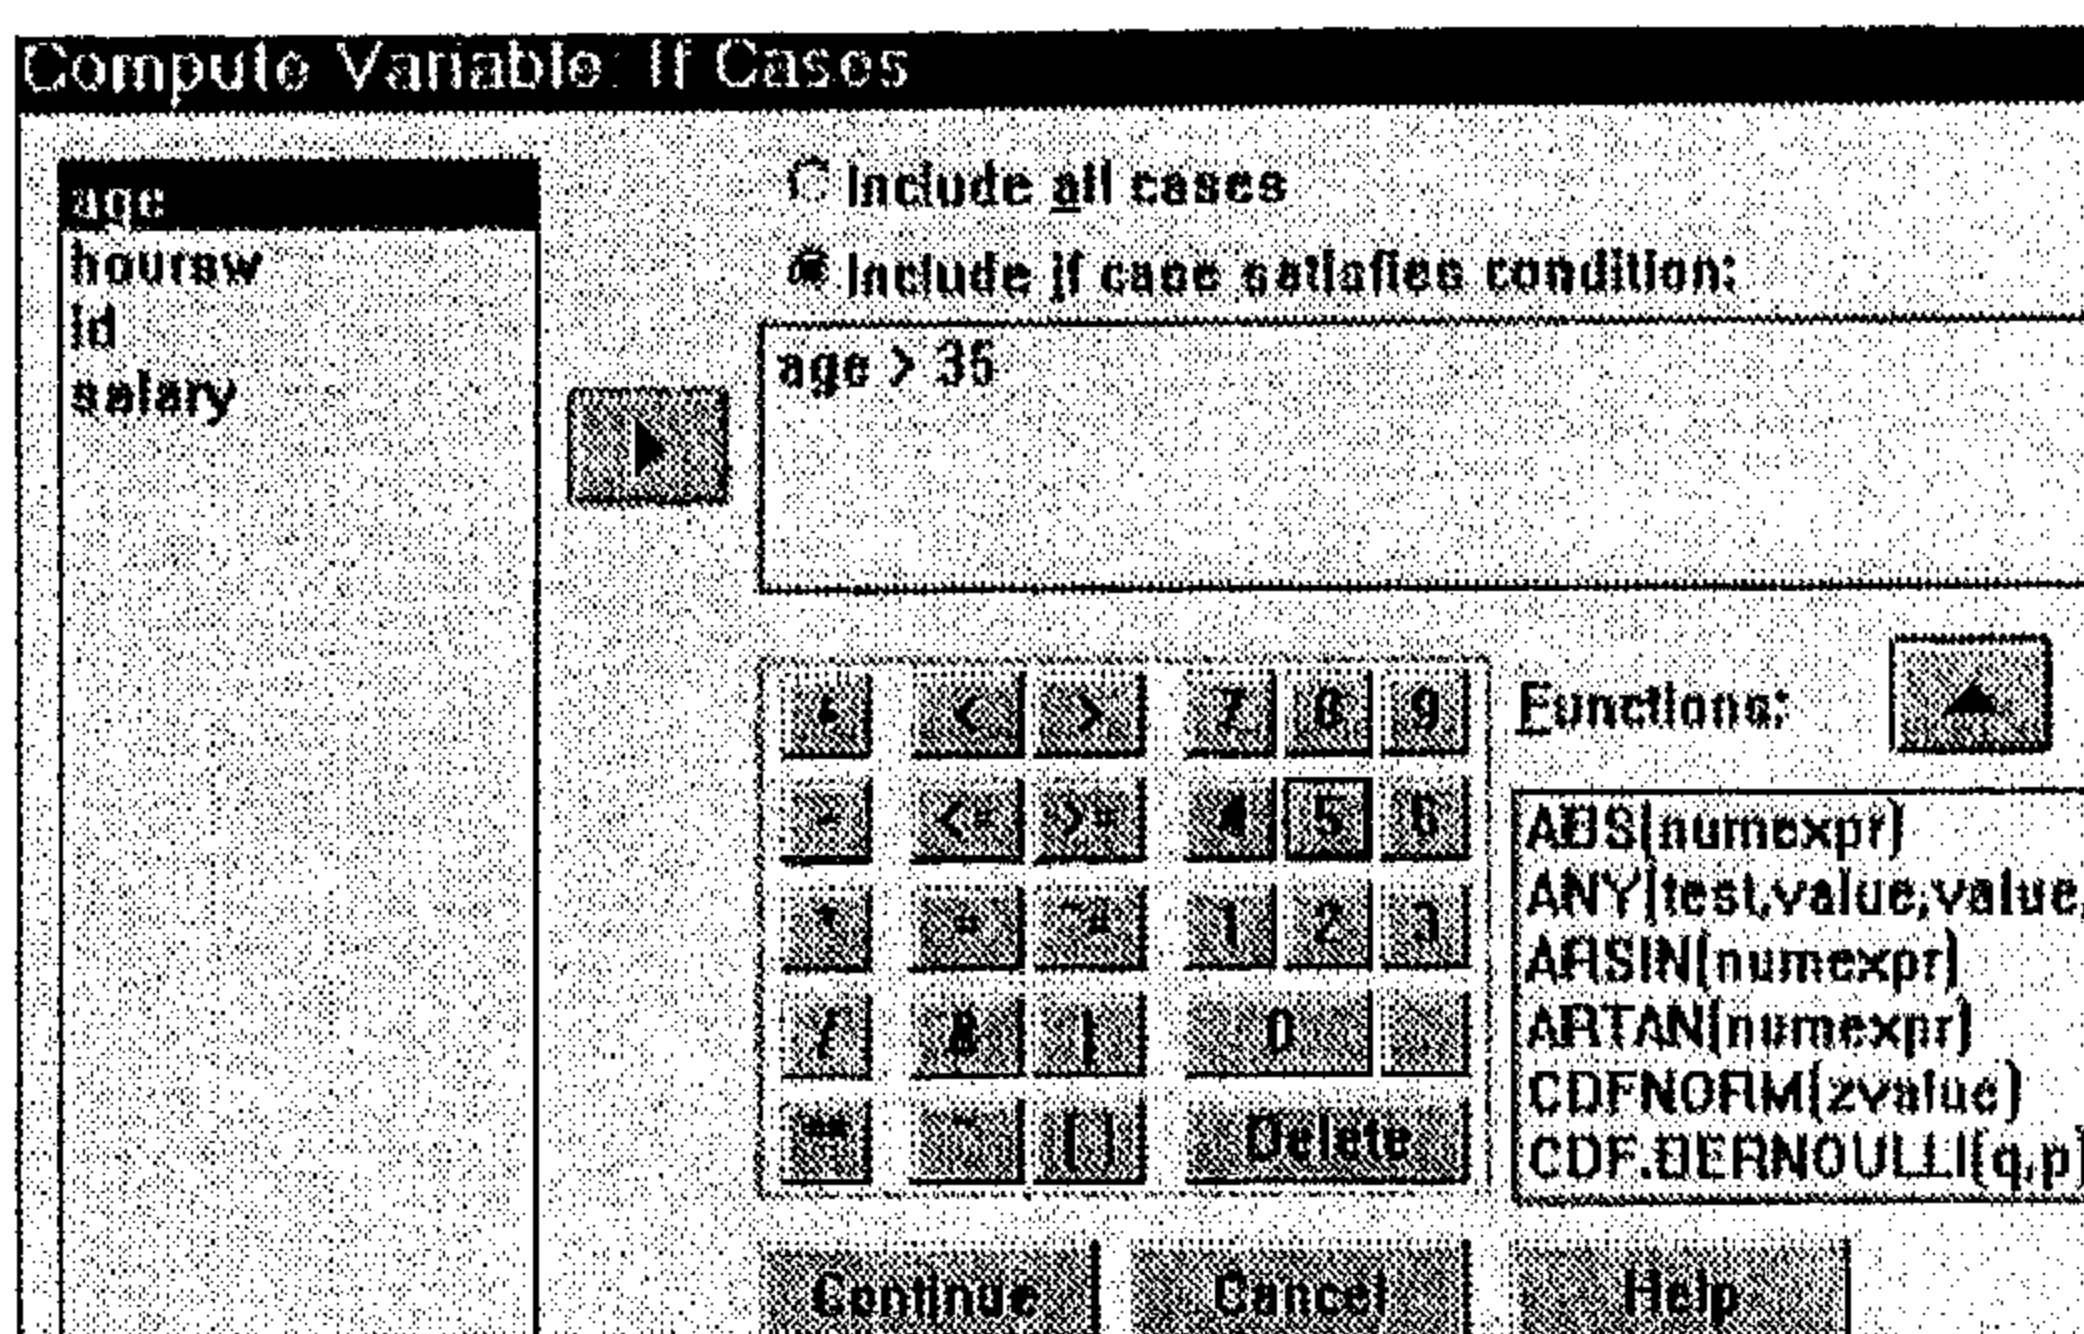 Compute Variable: If Cases
age
hoursw
id
salary
Include all cases
Include if case satisfies condition:
age > 35
+ < > 7 8 9
- <= >= 4 5 6
* = ~= 1 2 3
/ & | 0 .
** ~ () Delete
Functions:
ABS(numexpr)
ANY(test,value,value,
ARSIN(numexpr)
ARTAN(numexpr)
CDFNORM(zvalue)
CDF.BERNOULLI(q,p)
Continue
Cancel
Help